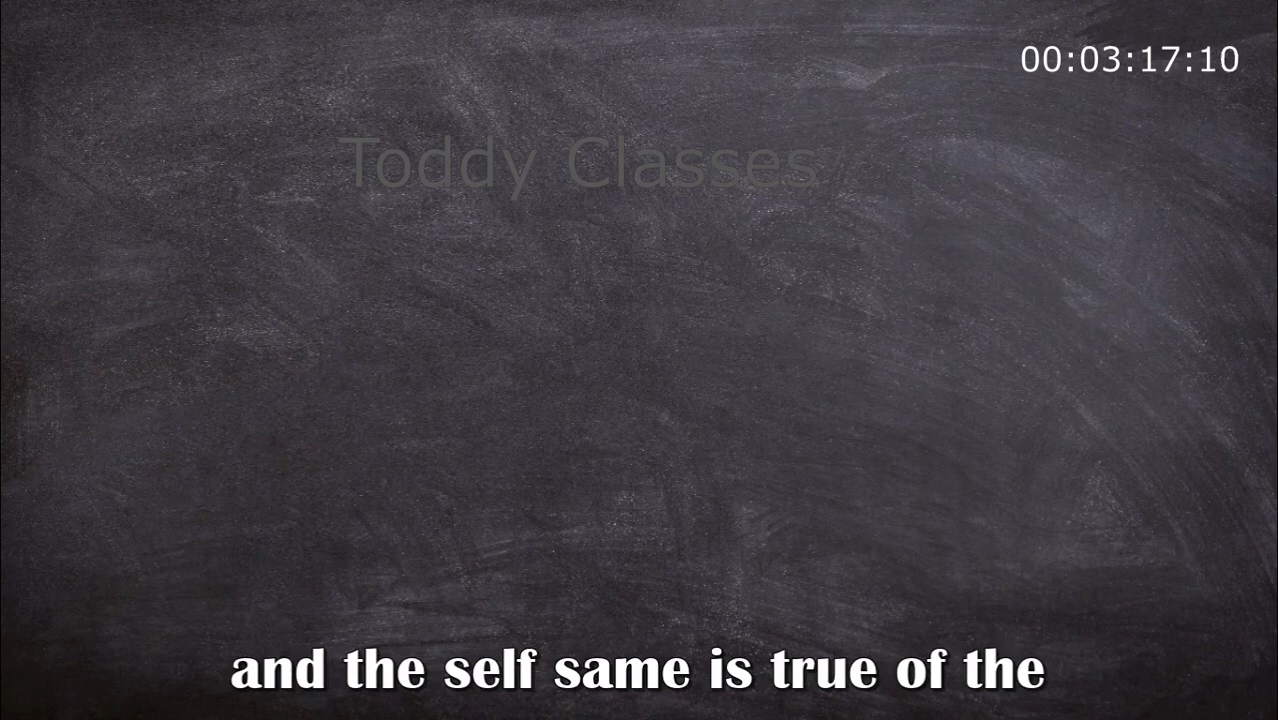 00:03:17:10
Toddy Classes
and the self same is true of the